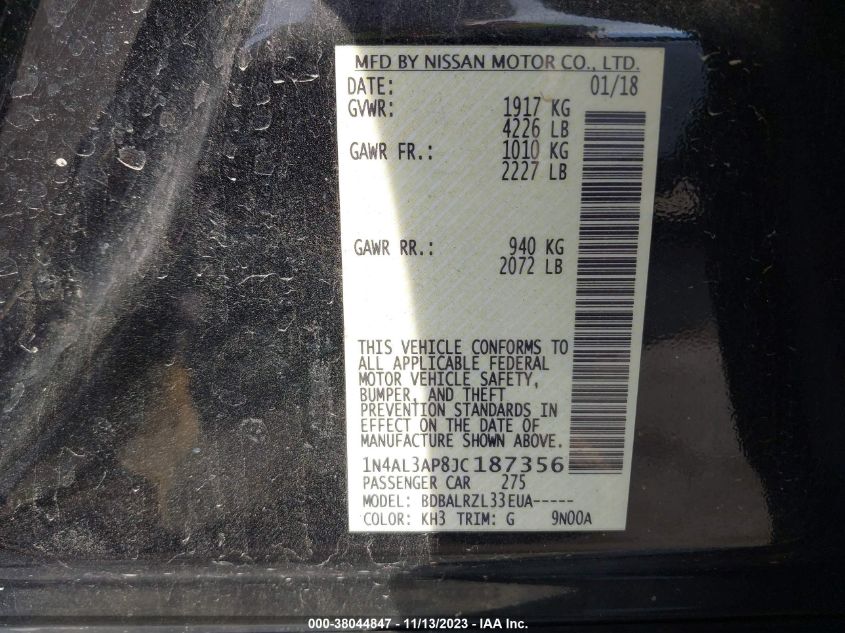 MFD BY NISSAN MOTOR CO., LTD.
DATE: 01/18
GVWR: 1917 KG
4226 LB
GAWR FR.: 1010 KG
2227 LB
GAWR RR.: 940 KG
2072 LB
THIS VEHICLE CONFORMS TO
ALL APPLICABLE FEDERAL
MOTOR VEHICLE SAFETY,
BUMPER, AND THEFT
PREVENTION STANDARDS IN
EFFECT ON THE DATE OF
MANUFACTURE SHOWN ABOVE.
1N4AL3AP8JC187356
PASSENGER CAR 275
MODEL: BDBALRZL33EUA-----
COLOR: KH3 TRIM: G 9N00A
000-38044847 - 11/13/2023 - IAA Inc.